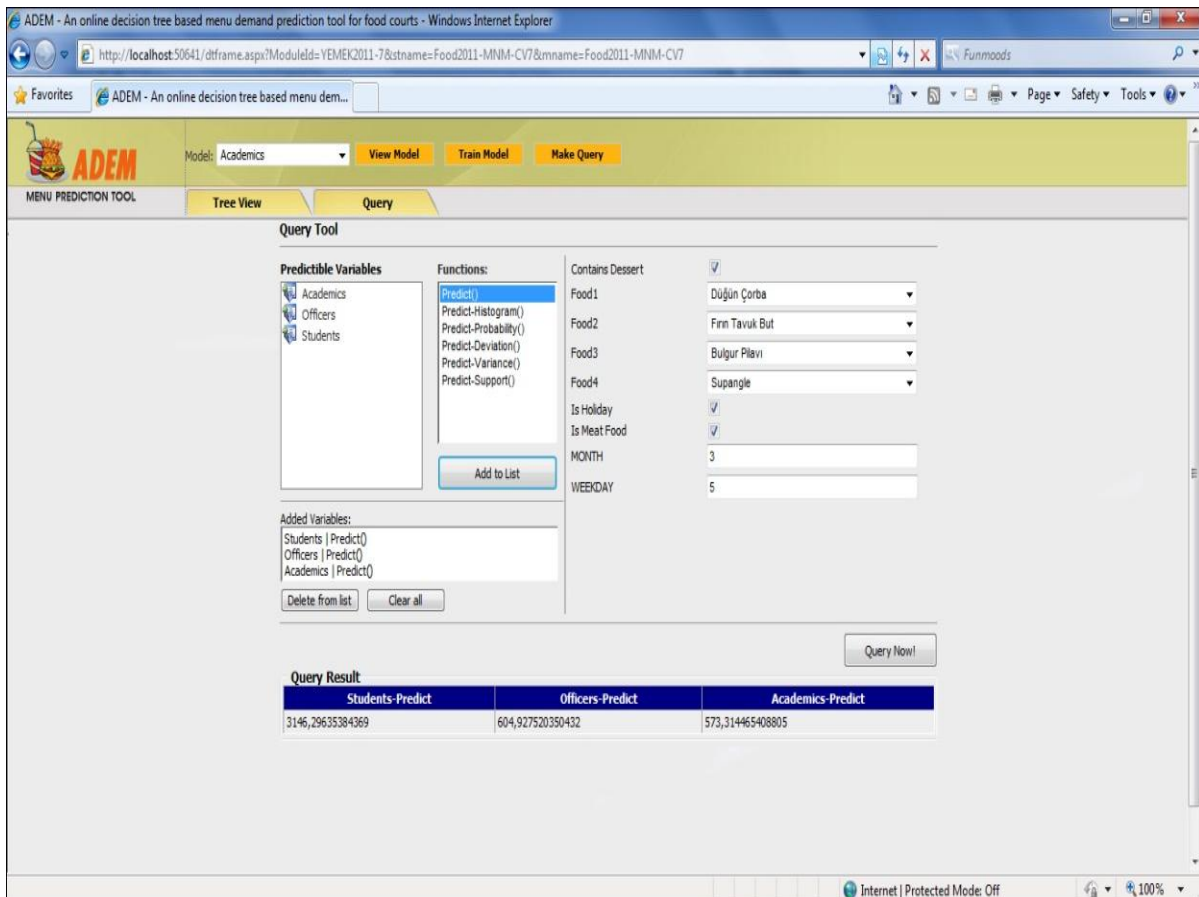 ADEM - An online decision tree based menu demand prediction tool for food courts - Windows Internet Explorer
http://localhost:50641/dtframe.aspx?ModuleId=YEMEK2011-7&stname=Food2011-MNM-CV7&mname=Food2011-MNM-CV7
Funmoods
Favorites
ADEM - An online decision tree based menu dem...
Page Safety Tools
ADEM
MENU PREDICTION TOOL
Model: Academics View Model Train Model Make Query
Tree View Query
Query Tool
Predictible Variables
Academics
Officers
Students
Functions:
Predict()
Predict-Histogram()
Predict-Probability()
Predict-Deviation()
Predict-Variance()
Predict-Support()
Add to List
Added Variables:
Students | Predict()
Officers | Predict()
Academics | Predict()
Delete from list Clear all
Contains Dessert
Food1 Düğün Çorba
Food2 Fırın Tavuk But
Food3 Bulgur Pilavı
Food4 Supangle
Is Holiday
Is Meat Food
MONTH 3
WEEKDAY 5
Query Now!
Query Result
Students-Predict Officers-Predict Academics-Predict
3146,29635384369 604,927520350432 573,314465408805
Internet | Protected Mode: Off 100%